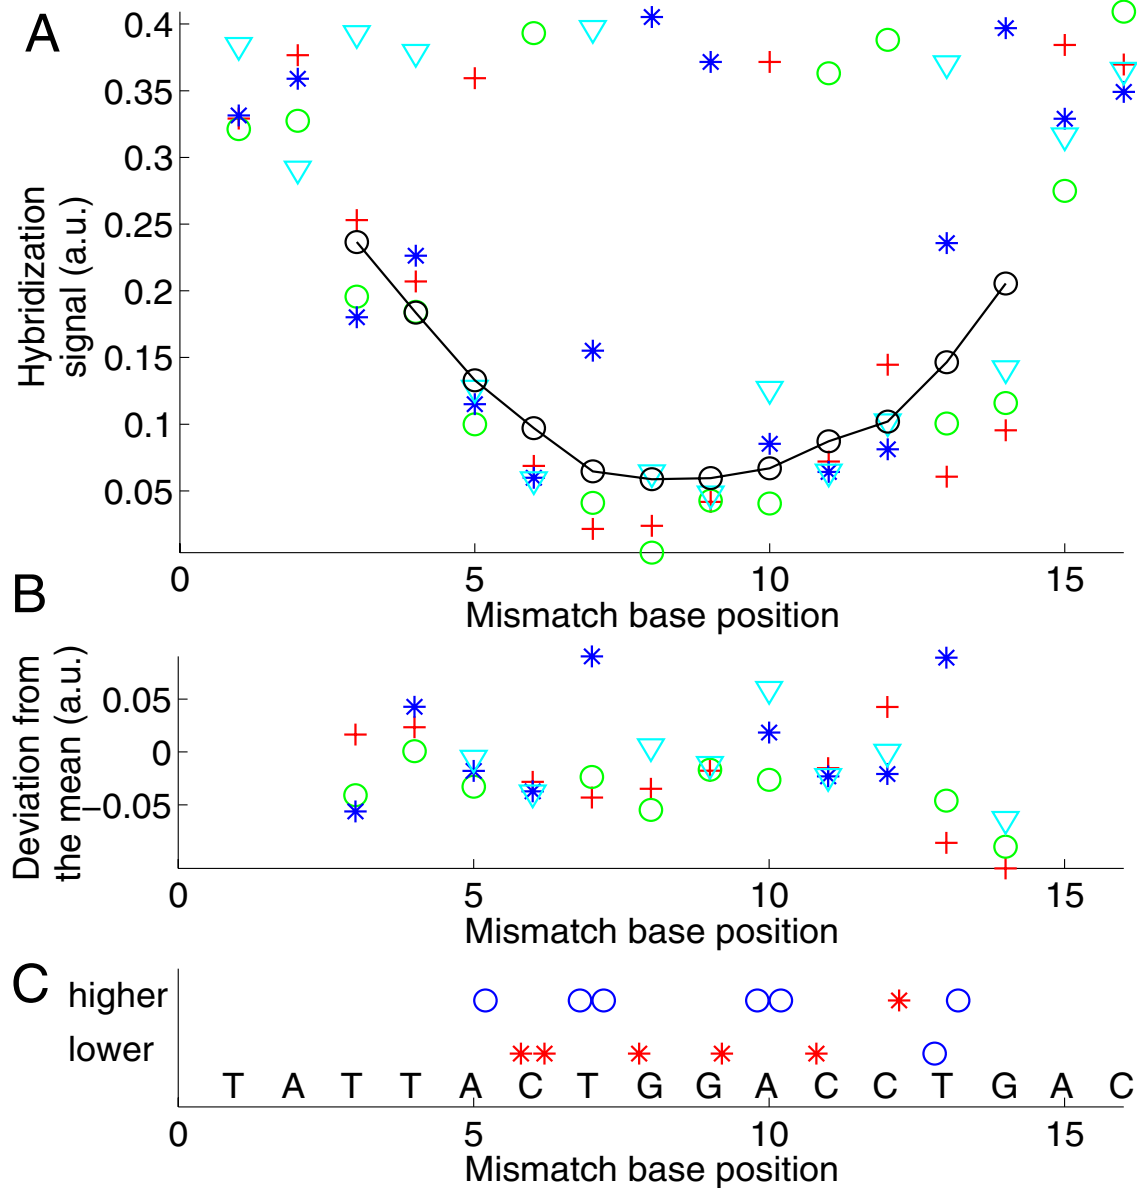 A
0.4
0.35
0.3
0.25
0.2
0.15
0.1
0.05
Hybridization
signal (a.u.)
0 5 10 15
Mismatch base position
B
0.05
0
−0.05
Deviation from
the mean (a.u.)
0 5 10 15
Mismatch base position
C
higher
lower
T A T T A C T G G A C C T G A C
0 5 10 15
Mismatch base position